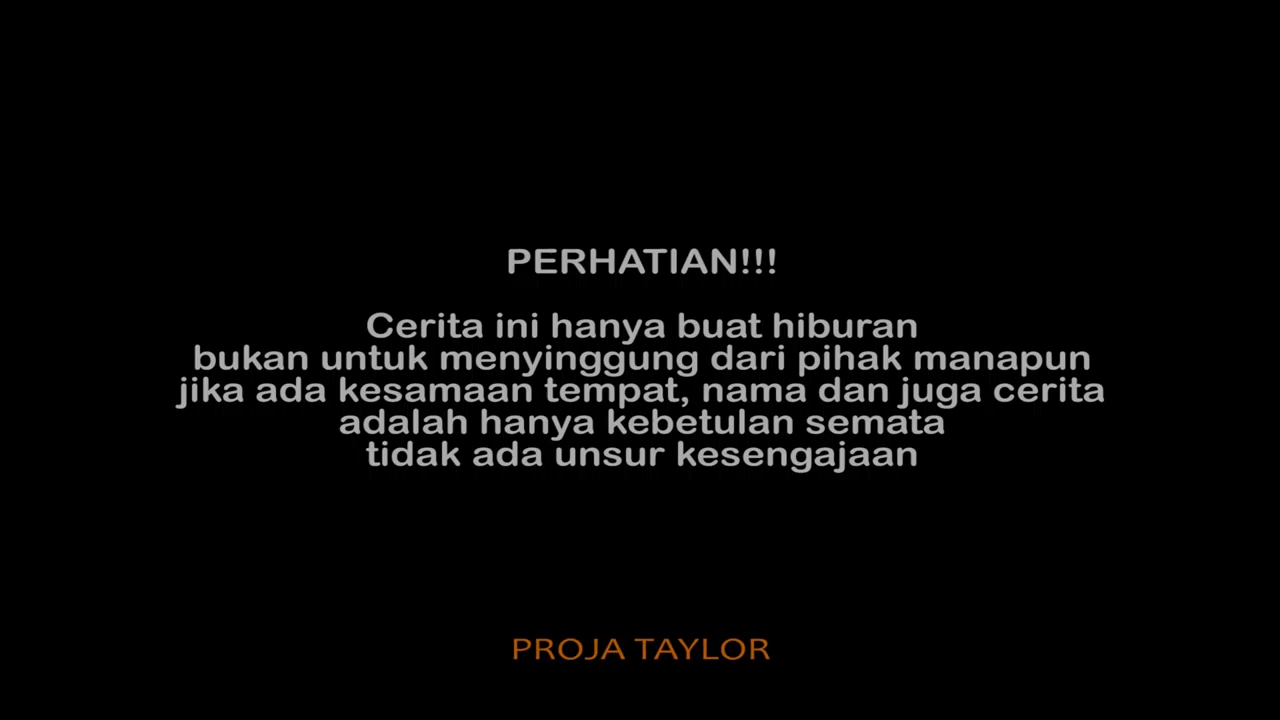 PERHATIAN!!!
Cerita ini hanya buat hiburan
bukan untuk menyinggung dari pihak manapun
jika ada kesamaan tempat, nama dan juga cerita
adalah hanya kebetulan semata
tidak ada unsur kesengajaan
PROJA TAYLOR